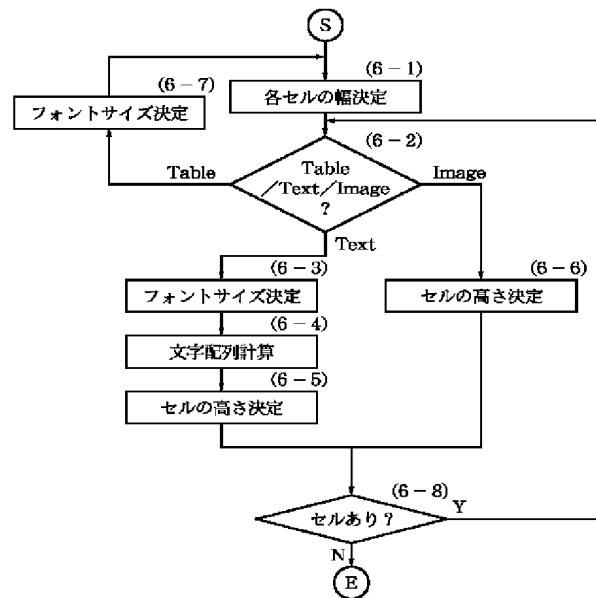 S
(6－1)
各セルの幅決定
(6－7)
フォントサイズ決定
(6－2)
Table
／Text／Image
？
Table
Image
Text
(6－3)
フォントサイズ決定
(6－6)
セルの高さ決定
(6－4)
文字配列計算
(6－5)
セルの高さ決定
(6－8)
セルあり？
Y
N
E